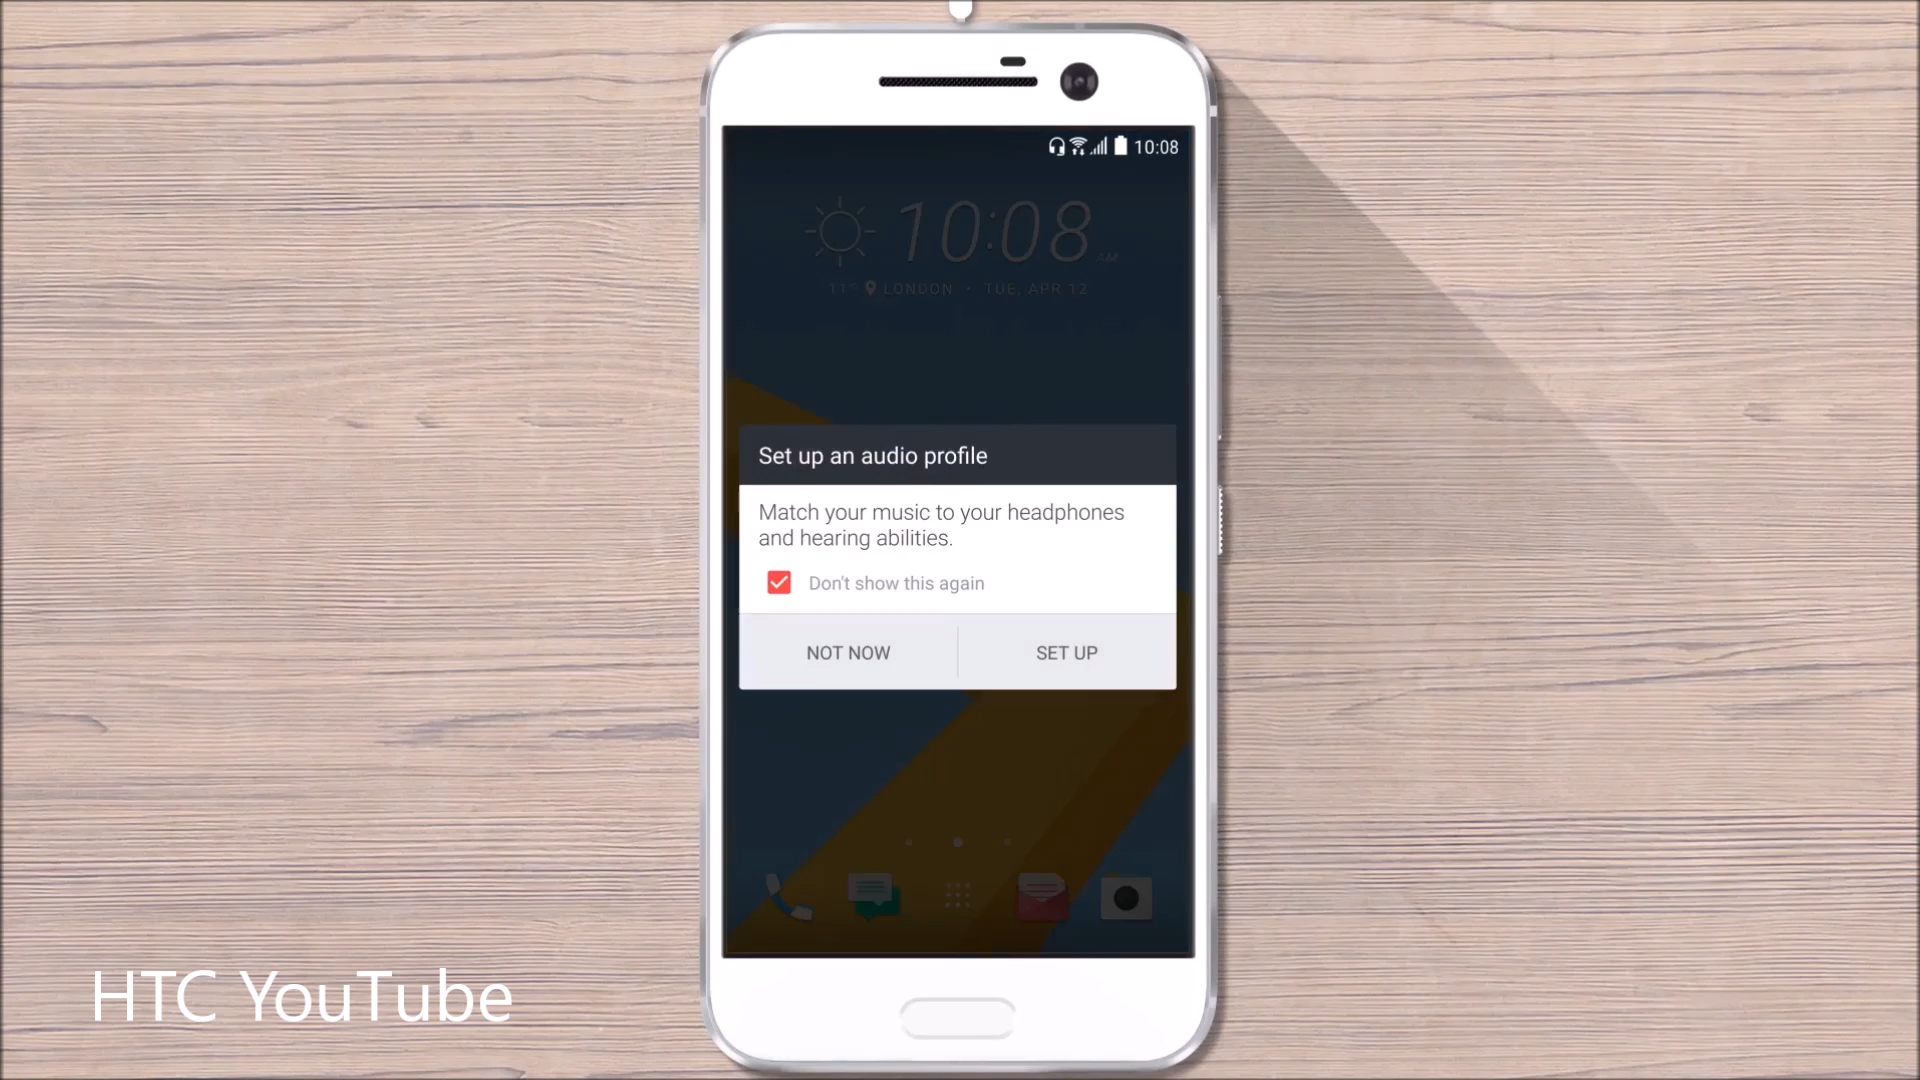 10:08
10:08 AM
11° LONDON • TUE, APR 12
Set up an audio profile
Match your music to your headphones
and hearing abilities.
Don't show this again
NOT NOW
SET UP
HTC YouTube